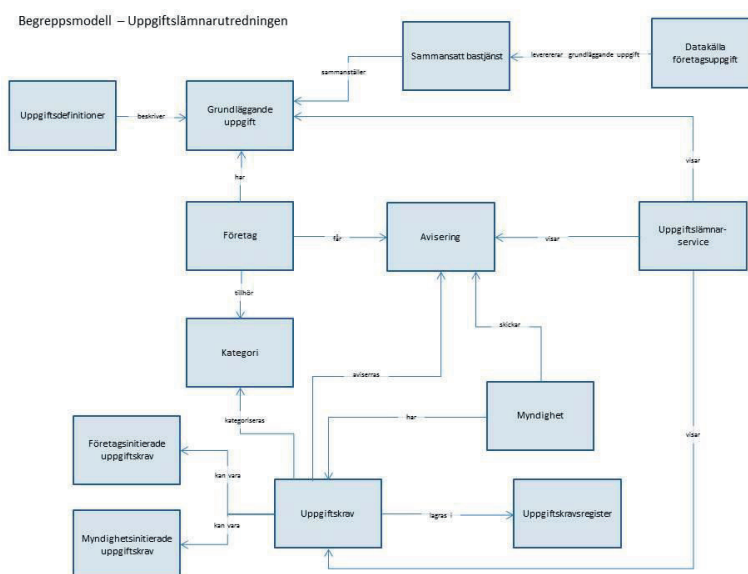 Begreppsmodell – Uppgiftslämnarutredningen
Sammansatt bastjänst
levererar grundläggande uppgift
Datakälla
företagsuppgift
sammanställer
Uppgiftsdefinitioner
beskriver
Grundläggande
uppgift
visar
har
Företag
får
Avisering
visar
Uppgiftslämnar-
service
tillhör
skickar
Kategori
aviseras
Myndighet
har
kategoriseras
visar
Företagsinitierade
uppgiftskrav
kan vara
Uppgiftskrav
lagras i
Uppgiftskravsregister
kan vara
Myndighetsinitierade
uppgiftskrav